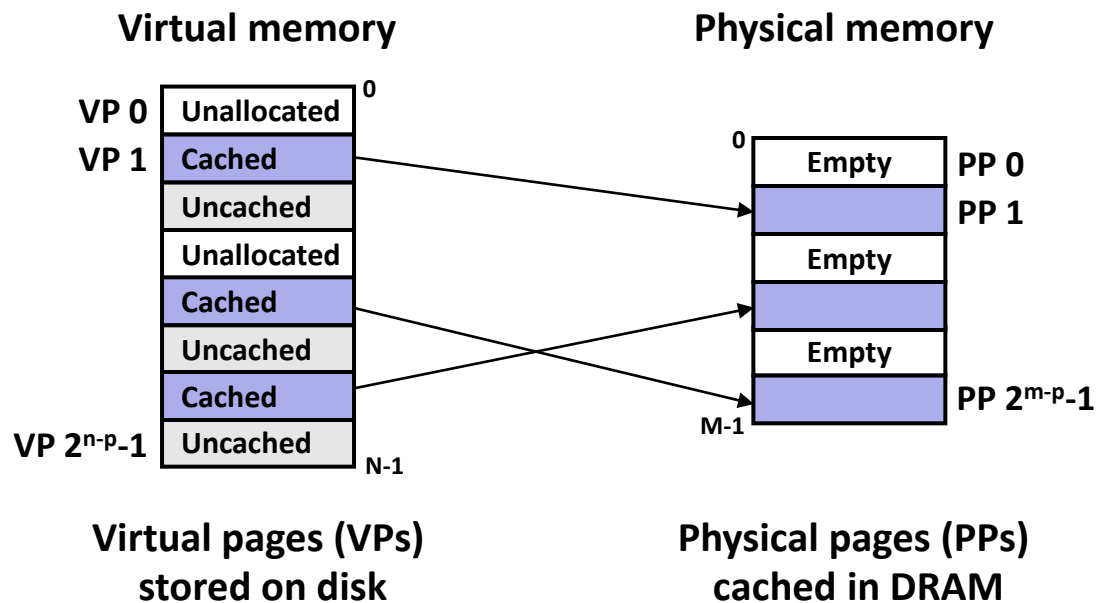 Virtual memory
Physical memory
0
VP 0
Unallocated
VP 1
Cached
Uncached
Unallocated
Cached
Uncached
Cached
VP 2ⁿ⁻ᵖ-1
Uncached
N-1
0
Empty
PP 0
PP 1
Empty
Empty
PP 2ᵐ⁻ᵖ-1
M-1
Virtual pages (VPs)
stored on disk
Physical pages (PPs)
cached in DRAM